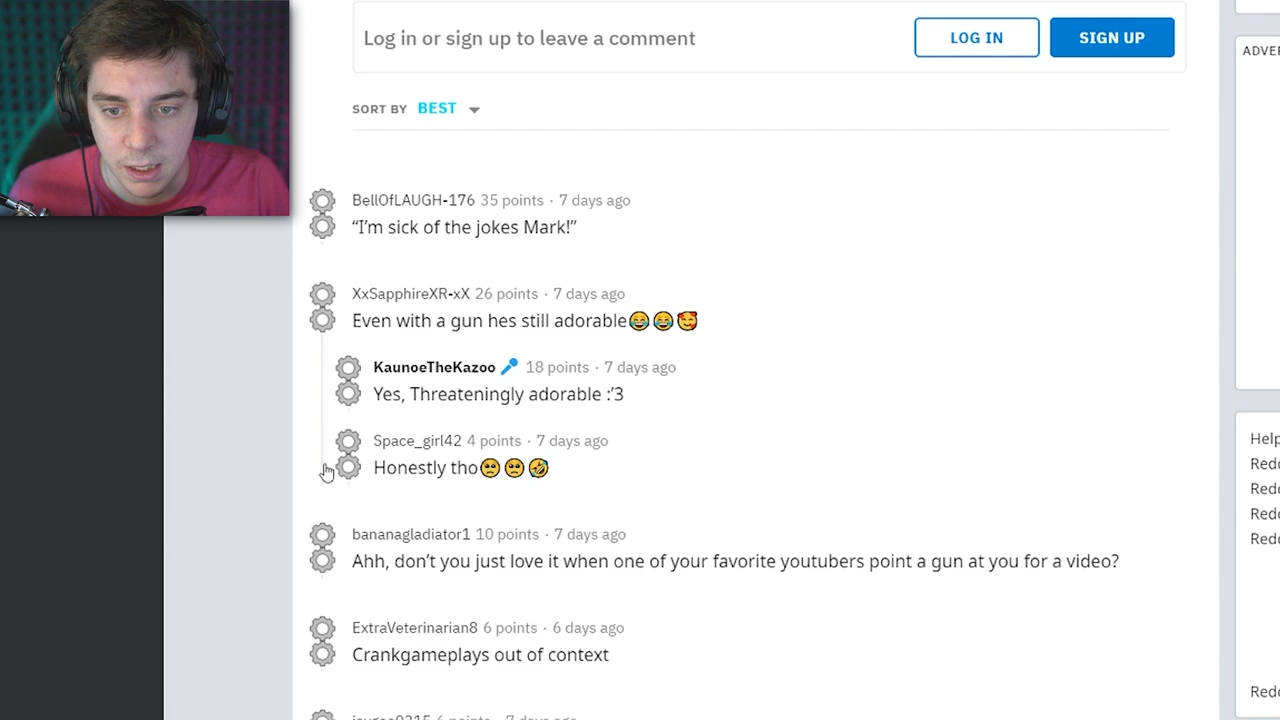 Log in or sign up to leave a comment
LOG IN
SIGN UP
ADVER
SORT BY BEST
BellOfLAUGH-176 35 points · 7 days ago
“I’m sick of the jokes Mark!”
XxSapphireXR-xX 26 points · 7 days ago
Even with a gun hes still adorable😂😂🥰
KaunoeTheKazoo 🎤 18 points · 7 days ago
Yes, Threateningly adorable :’3
Space_girl42 4 points · 7 days ago
Honestly tho🥺🥺🤣
bananagladiator1 10 points · 7 days ago
Ahh, don’t you just love it when one of your favorite youtubers point a gun at you for a video?
ExtraVeterinarian8 6 points · 6 days ago
Crankgameplays out of context
Help
Redd
Redd
Redd
Redd
Redd